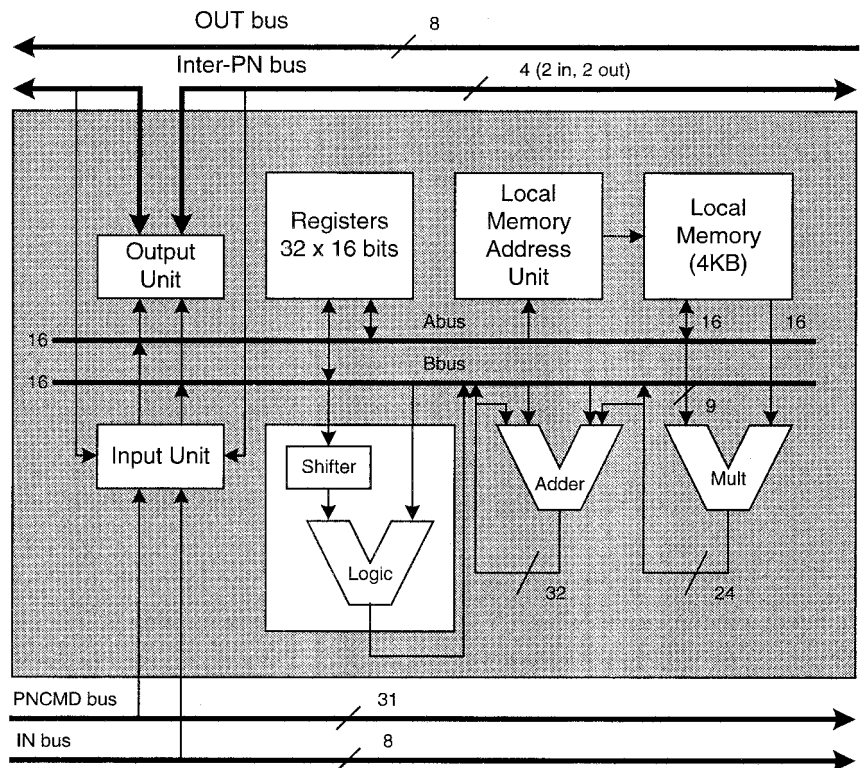 OUT bus
8
Inter-PN bus
4 (2 in, 2 out)
Output
Unit
Registers
32 x 16 bits
Local
Memory
Address
Unit
Local
Memory
(4KB)
Abus
16
16
16
Bbus
16
9
Input Unit
Shifter
Logic
Adder
Mult
32
24
PNCMD bus
31
IN bus
8